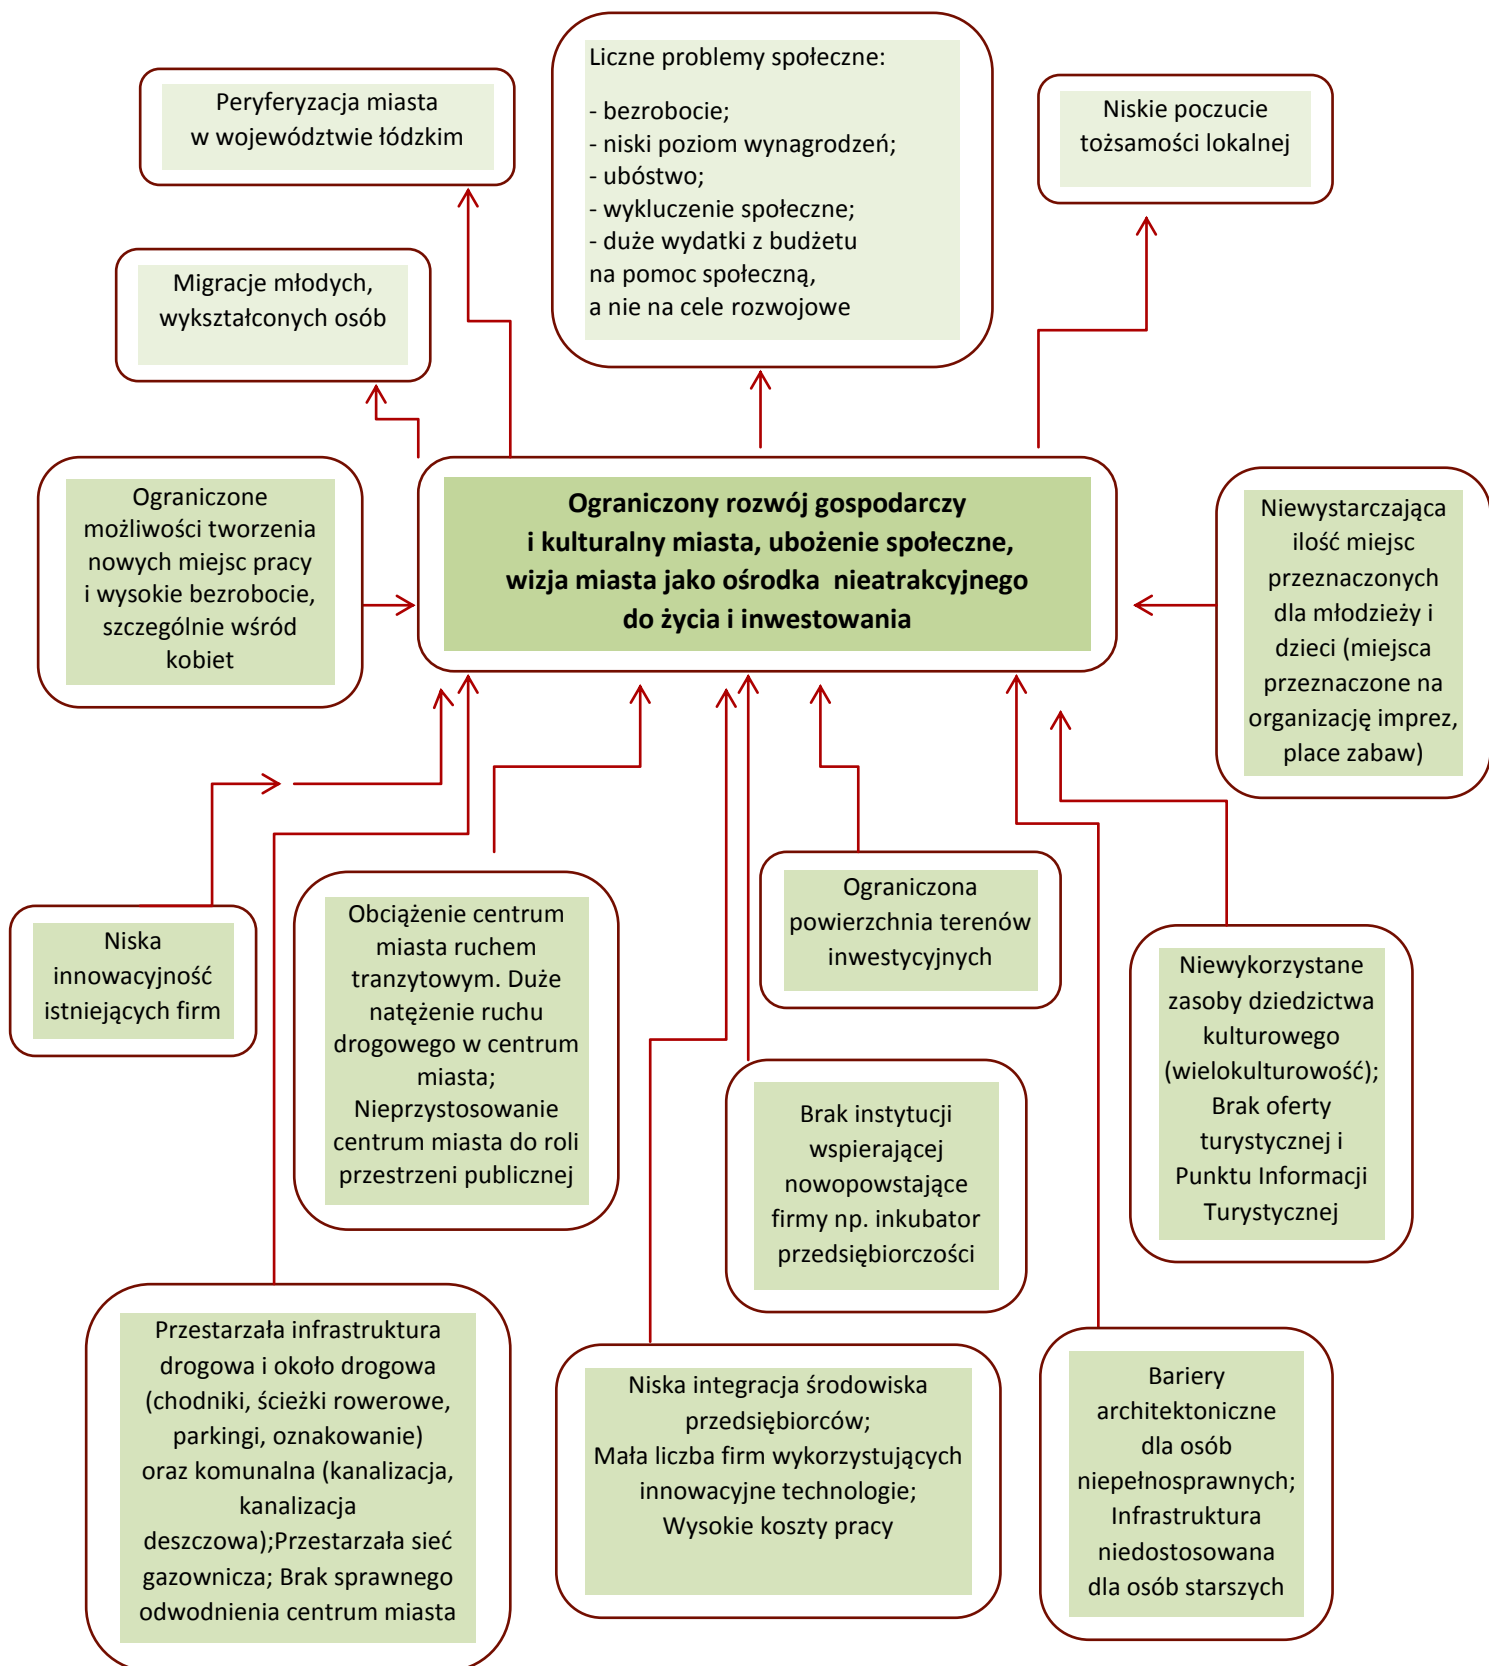 Liczne problemy społeczne:
- bezrobocie;
- niski poziom wynagrodzeń;
- ubóstwo;
- wykluczenie społeczne;
- duże wydatki z budżetu
na pomoc społeczną,
a nie na cele rozwojowe
Peryferyzacja miasta
w województwie łódzkim
Niskie poczucie
tożsamości lokalnej
Migracje młodych,
wykształconych osób
Ograniczone
możliwości tworzenia
nowych miejsc pracy
i wysokie bezrobocie,
szczególnie wśród
kobiet
Ograniczony rozwój gospodarczy
i kulturalny miasta, ubożenie społeczne,
wizja miasta jako ośrodka nieatrakcyjnego
do życia i inwestowania
Niewystarczająca
ilość miejsc
przeznaczonych
dla młodzieży i
dzieci (miejsca
przeznaczone na
organizację imprez,
place zabaw)
Niska
innowacyjność
istniejących firm
Obciążenie centrum
miasta ruchem
tranzytowym. Duże
natężenie ruchu
drogowego w centrum
miasta;
Nieprzystosowanie
centrum miasta do roli
przestrzeni publicznej
Ograniczona
powierzchnia terenów
inwestycyjnych
Niewykorzystane
zasoby dziedzictwa
kulturowego
(wielokulturowość);
Brak oferty
turystycznej i
Punktu Informacji
Turystycznej
Brak instytucji
wspierającej
nowopowstające
firmy np. inkubator
przedsiębiorczości
Przestarzała infrastruktura
drogowa i około drogowa
(chodniki, ścieżki rowerowe,
parkingi, oznakowanie)
oraz komunalna (kanalizacja,
kanalizacja
deszczowa);Przestarzała sieć
gazownicza; Brak sprawnego
odwodnienia centrum miasta
Niska integracja środowiska
przedsiębiorców;
Mała liczba firm wykorzystujących
innowacyjne technologie;
Wysokie koszty pracy
Bariery
architektoniczne
dla osób
niepełnosprawnych;
Infrastruktura
niedostosowana
dla osób starszych